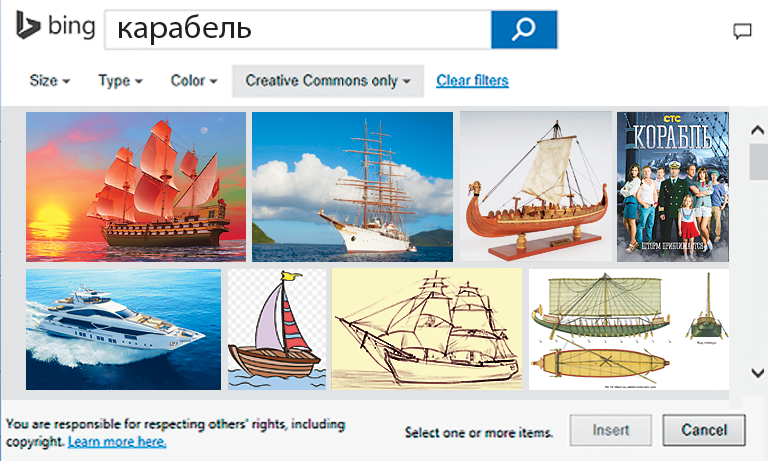 bing
карабель
Size Type Color Creative Commons only Clear filters
СТС
КОРАБЛЬ
ШТОРМ ПРИБЛИЖАЕТСЯ
You are responsible for respecting others' rights, including
copyright. Learn more here.
Select one or more items.
Insert
Cancel